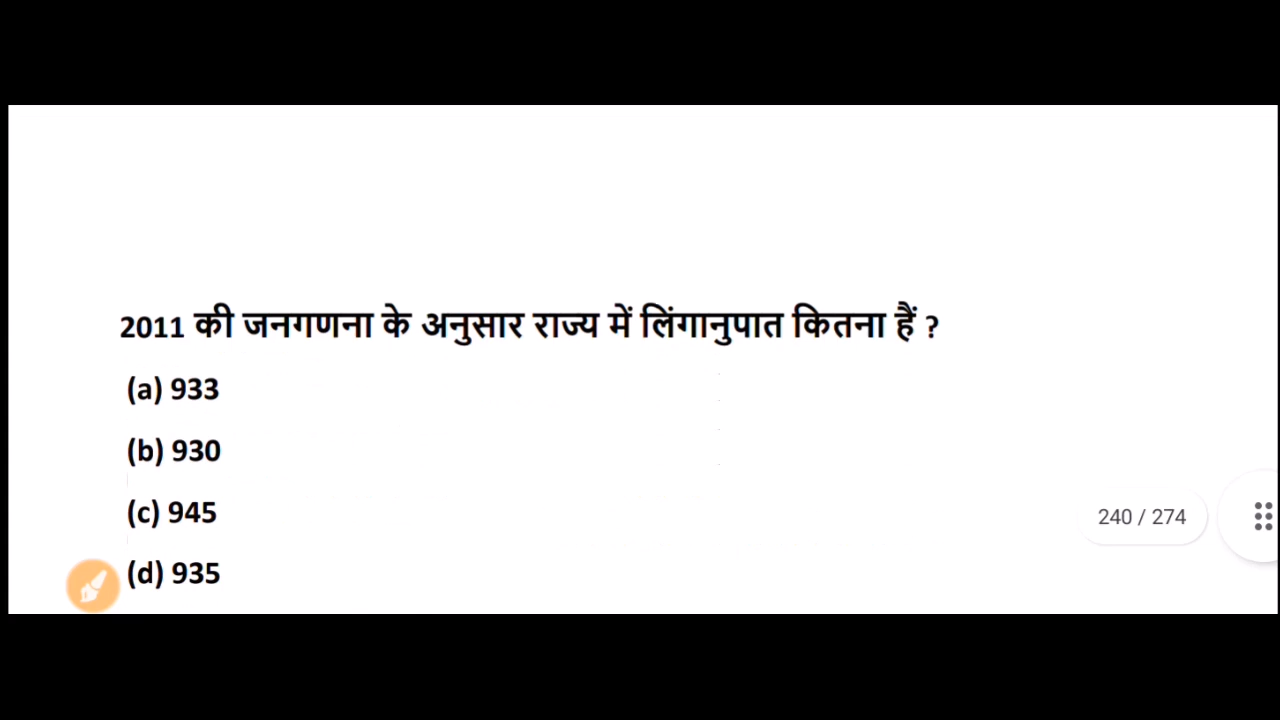 2011 की जनगणना के अनुसार राज्य में लिंगानुपात कितना हैं ?
(a) 933
(b) 930
(c) 945
240 / 274
(d) 935